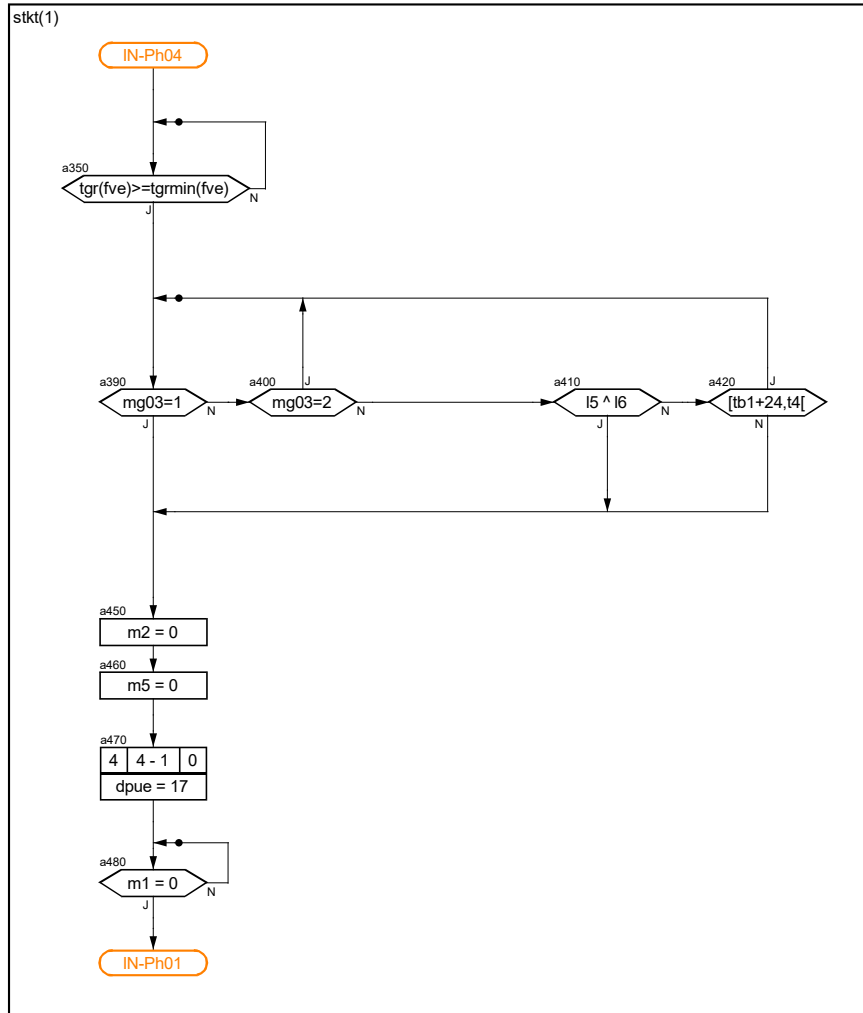 stkt(1)
IN-Ph04
a350
tgr(fve)>=tgrmin(fve)
N
J
a390
mg03=1
N
J
a400
mg03=2
J
N
a410
l5 ^ l6
N
J
a420
[tb1+24,t4[
J
N
a450
m2 = 0
a460
m5 = 0
a470
4 4 - 1 0
dpue = 17
a480
m1 = 0
N
J
IN-Ph01